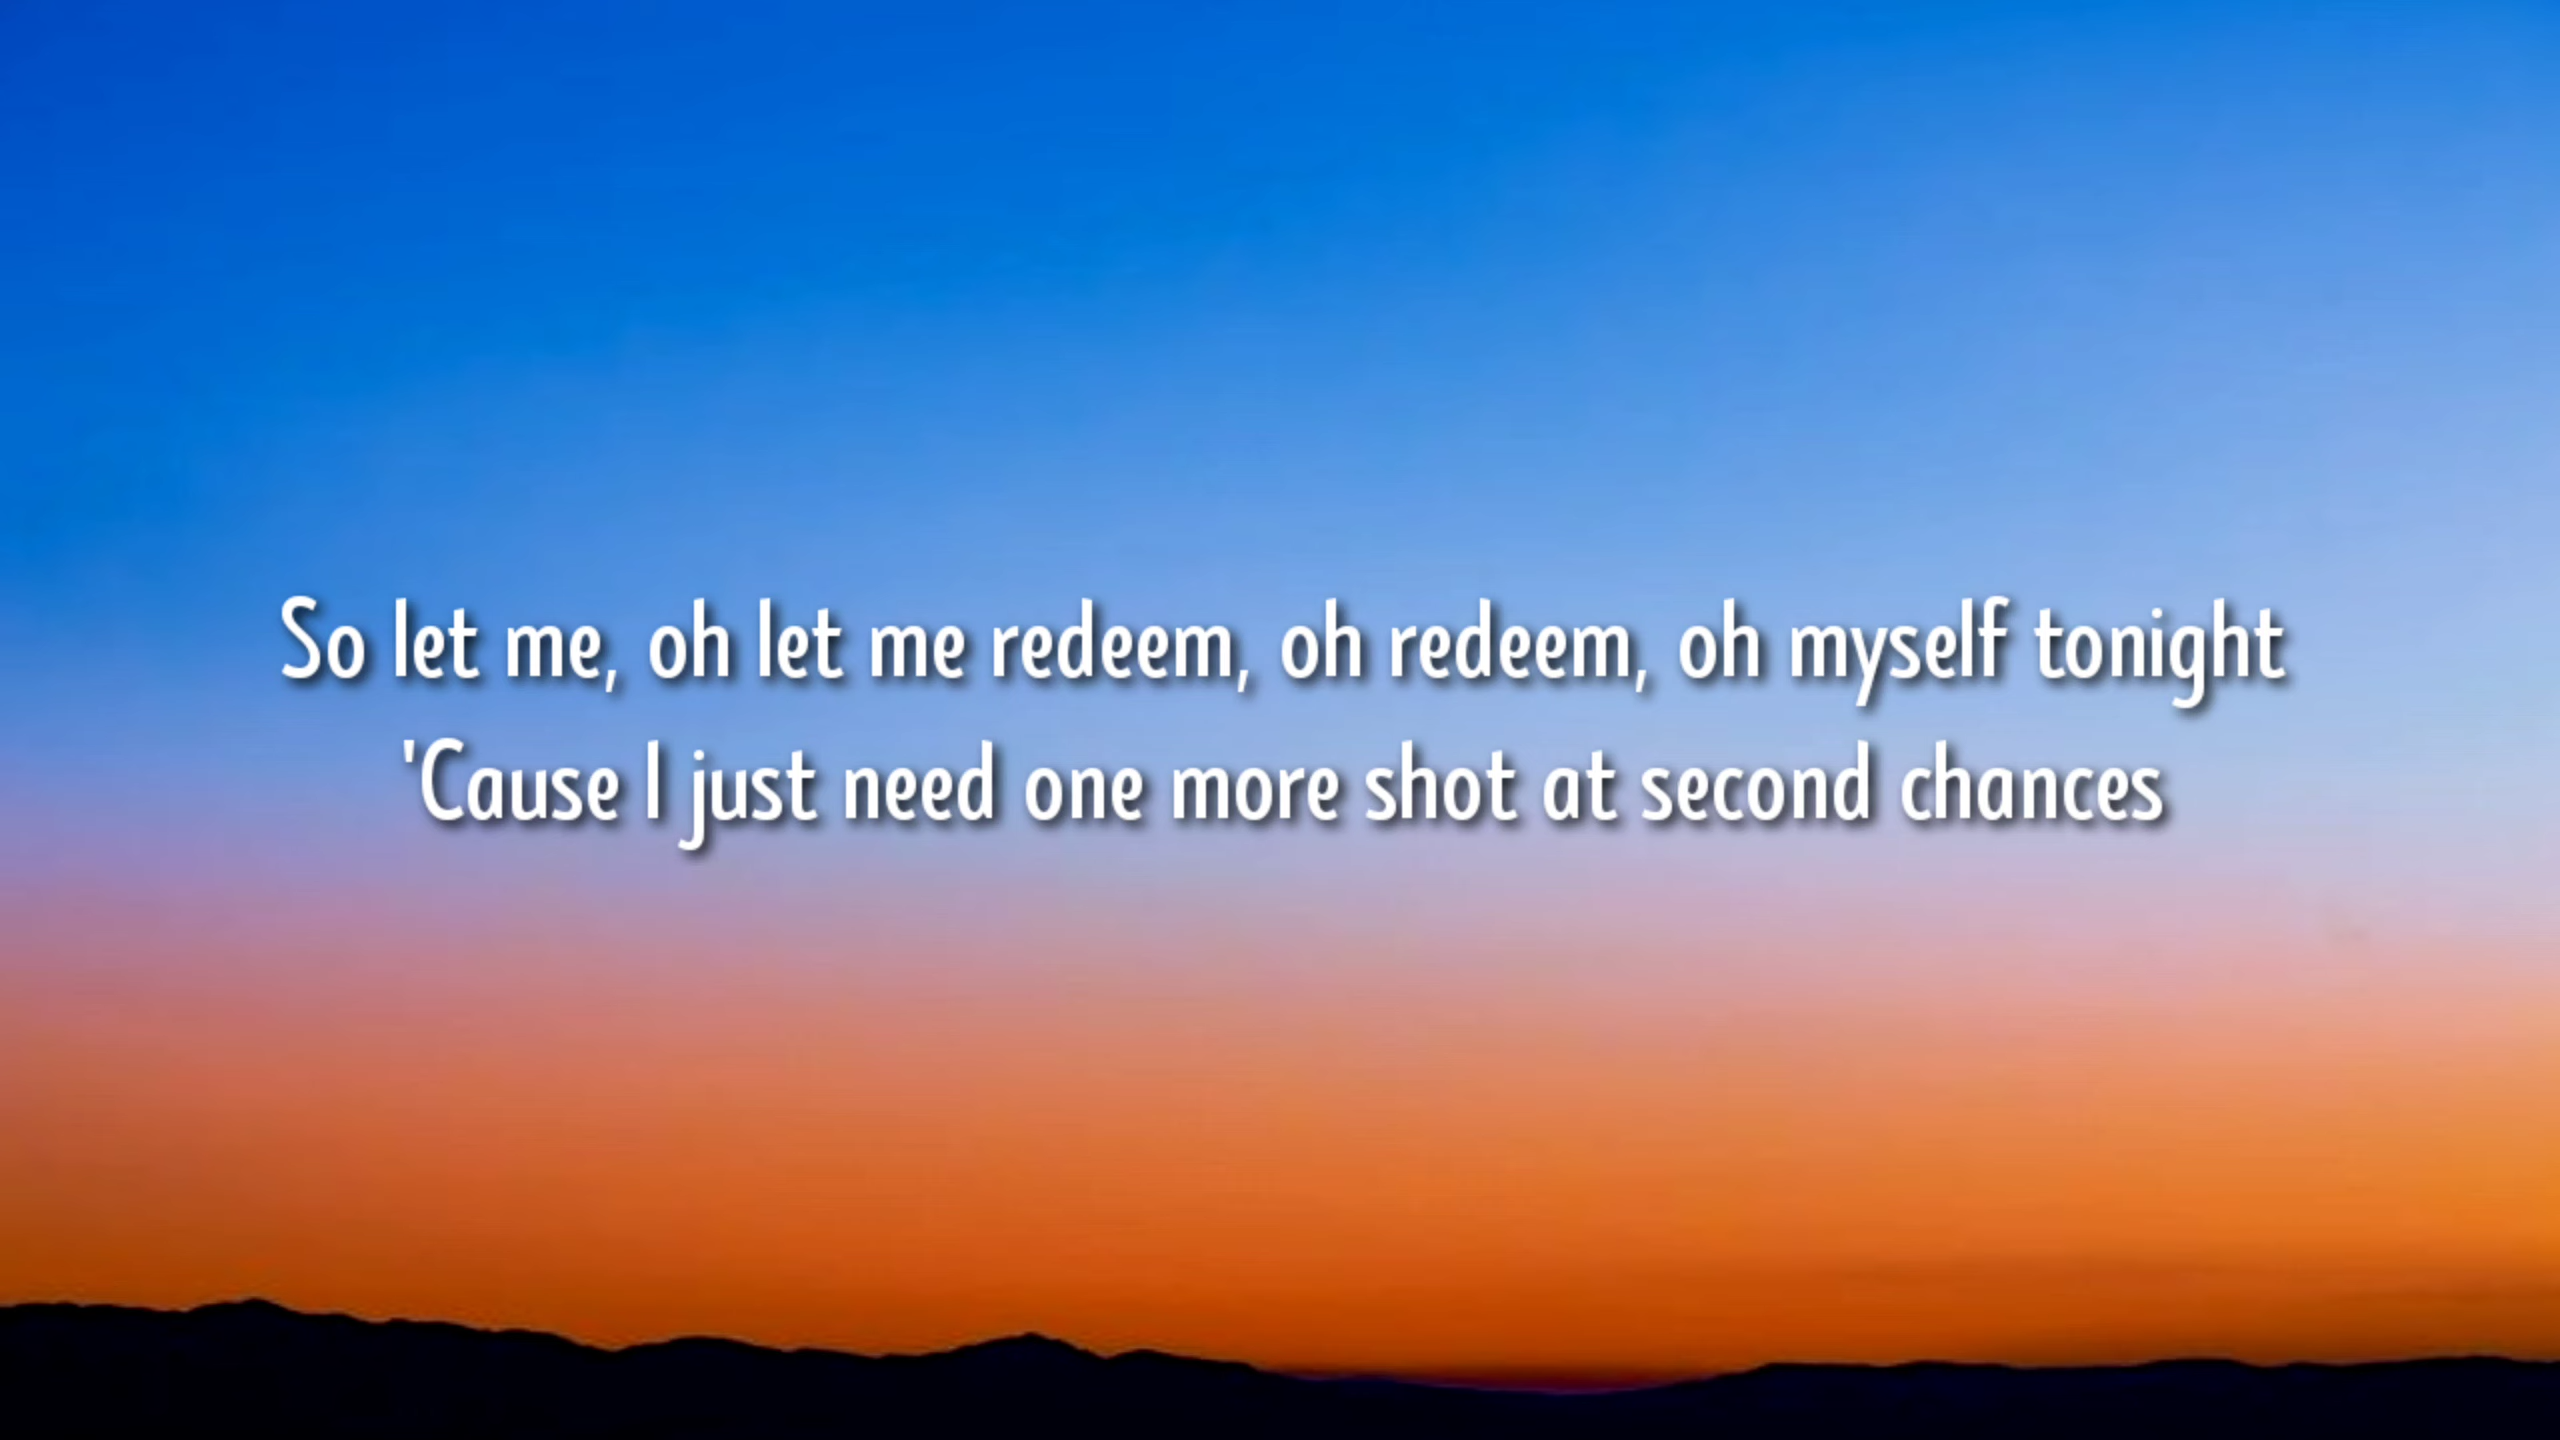 So let me, oh let me redeem, oh redeem, oh myself tonight
'Cause I just need one more shot at second chances